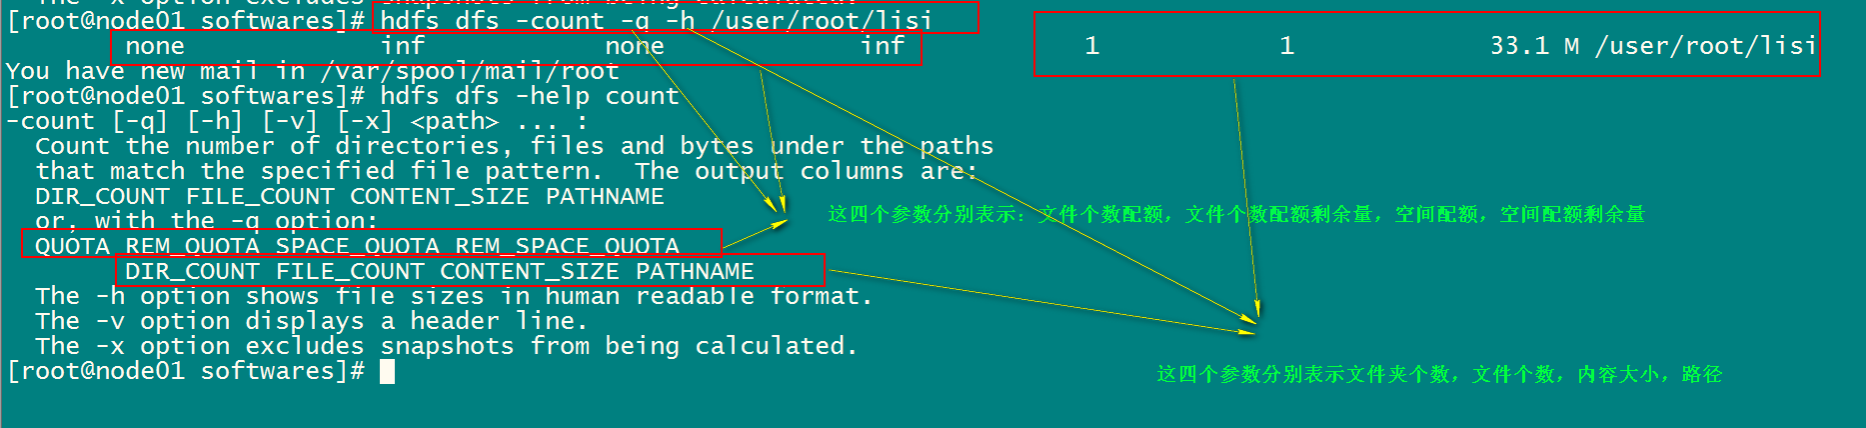 [root@node01 softwares]# hdfs dfs -count -q -h /user/root/lisi
none inf none inf 1 1 33.1 M /user/root/lisi
You have new mail in /var/spool/mail/root
[root@node01 softwares]# hdfs dfs -help count
-count [-q] [-h] [-v] [-x] <path> ... :
Count the number of directories, files and bytes under the paths
that match the specified file pattern. The output columns are:
DIR_COUNT FILE_COUNT CONTENT_SIZE PATHNAME
or, with the -q option:
这四个参数分别表示：文件个数配额，文件个数配额剩余量，空间配额，空间配额剩余量
QUOTA REM_QUOTA SPACE_QUOTA REM_SPACE_QUOTA
DIR_COUNT FILE_COUNT CONTENT_SIZE PATHNAME
The -h option shows file sizes in human readable format.
The -v option displays a header line.
The -x option excludes snapshots from being calculated.
[root@node01 softwares]#
这四个参数分别表示文件夹个数，文件个数，内容大小，路径